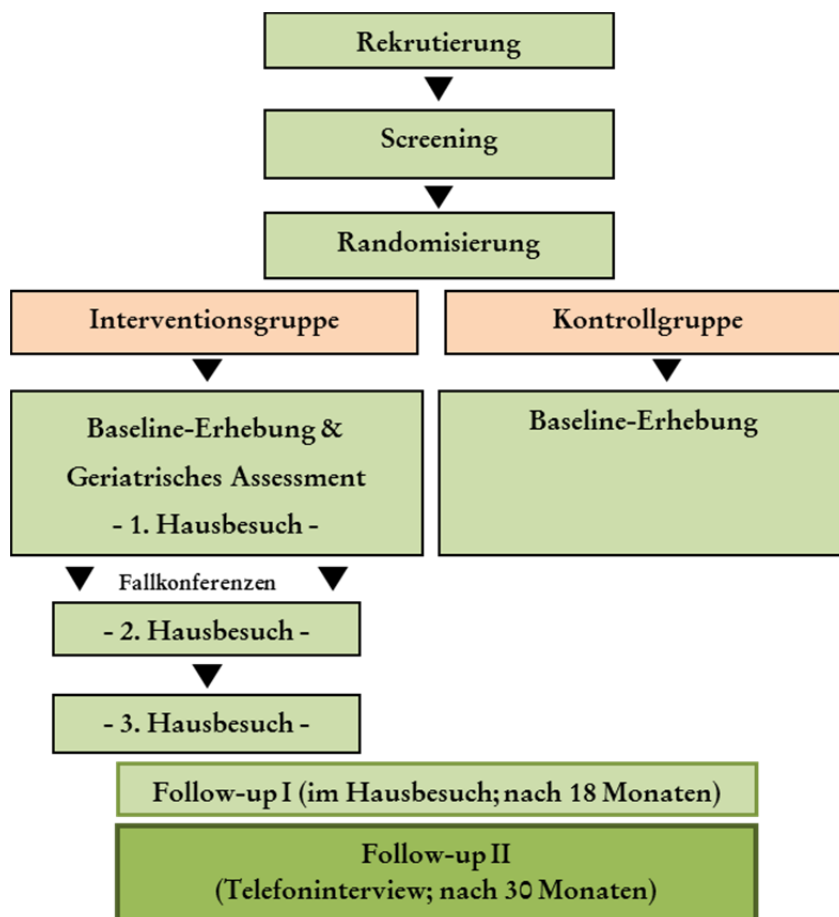 Rekrutierung
Screening
Randomisierung
Interventionsgruppe
Kontrollgruppe
Baseline-Erhebung &
Geriatrisches Assessment
- 1. Hausbesuch -
Baseline-Erhebung
Fallkonferenzen
- 2. Hausbesuch -
- 3. Hausbesuch -
Follow-up I (im Hausbesuch; nach 18 Monaten)
Follow-up II
(Telefoninterview; nach 30 Monaten)